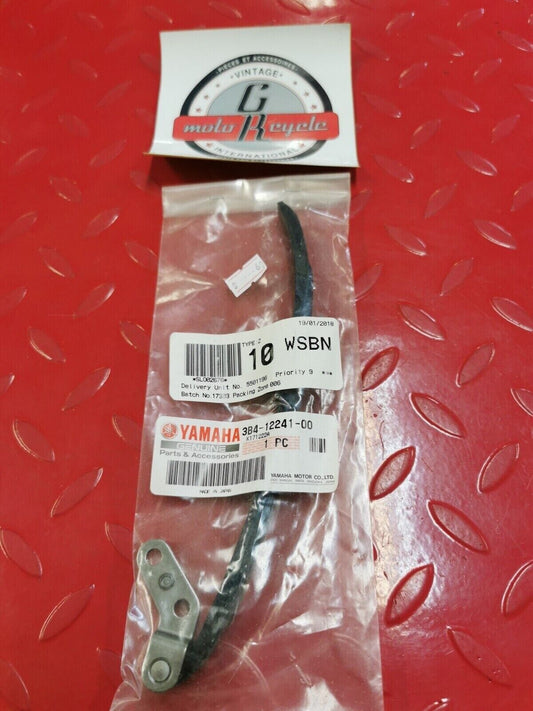 PIECES ET ACCESSOIRES
• VINTAGE •
G
moto R cycle
INTERNATIONAL
19/01/2018
TYPE:
10 WSBN
*SLD82676*
Delivery Unit No. Priority 9
Batch No. Packing Zone 006
YAMAHA 3B4-12241-00
GENUINE
Parts & Accessories 1 PC
MADE IN JAPAN
YAMAHA MOTOR CO.,LTD.